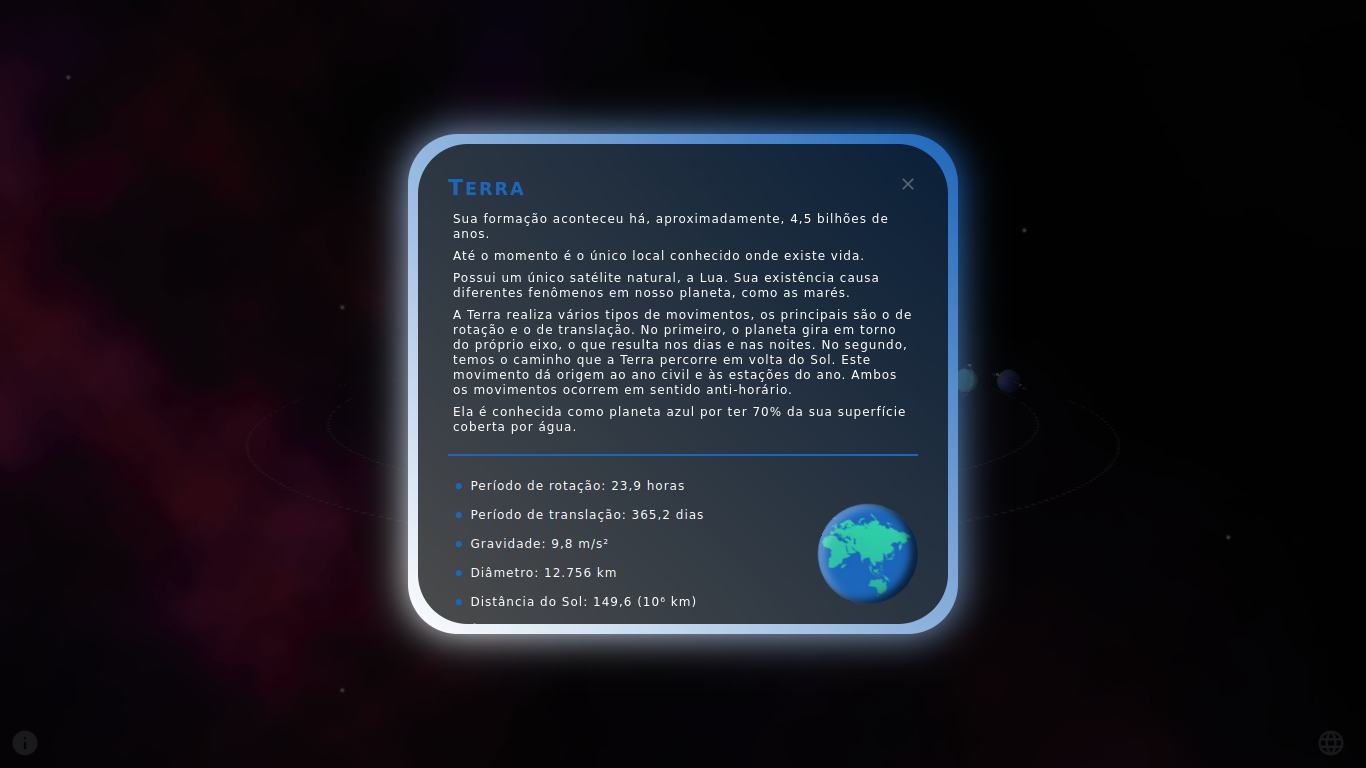 TERRA
Sua formação aconteceu há, aproximadamente, 4,5 bilhões de
anos.
Até o momento é o único local conhecido onde existe vida.
Possui um único satélite natural, a Lua. Sua existência causa
diferentes fenômenos em nosso planeta, como as marés.
A Terra realiza vários tipos de movimentos, os principais são o de
rotação e o de translação. No primeiro, o planeta gira em torno
do próprio eixo, o que resulta nos dias e nas noites. No segundo,
temos o caminho que a Terra percorre em volta do Sol. Este
movimento dá origem ao ano civil e às estações do ano. Ambos
os movimentos ocorrem em sentido anti-horário.
Ela é conhecida como planeta azul por ter 70% da sua superfície
coberta por água.
Período de rotação: 23,9 horas
Período de translação: 365,2 dias
Gravidade: 9,8 m/s²
Diâmetro: 12.756 km
Distância do Sol: 149,6 (10⁶ km)